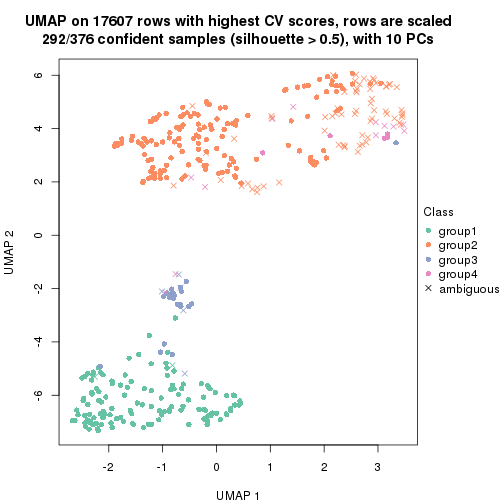 UMAP on 17607 rows with highest CV scores, rows are scaled
292/376 confident samples (silhouette > 0.5), with 10 PCs
6
4
2
0
-2
-4
-6
UMAP 2
-2
-1
0
1
2
3
UMAP 1
Class
group1
group2
group3
group4
ambiguous